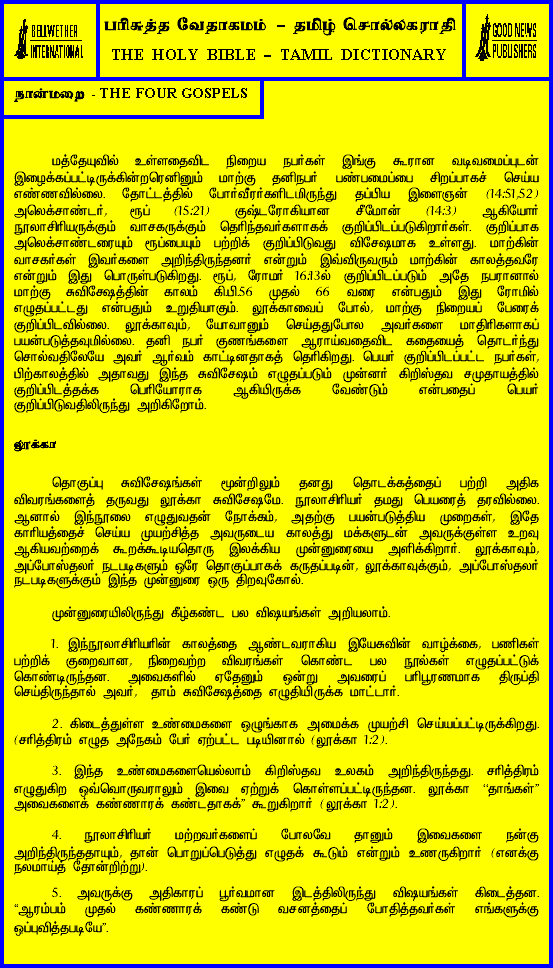 BELLWETHER
INTERNATIONAL
பரிசுத்த வேதாகமம் – தமிழ் சொல்லகராதி
THE HOLY BIBLE – TAMIL DICTIONARY
GOOD NEWS
PUBLISHERS
நான்மறை - THE FOUR GOSPELS
மத்தேயுவில் உள்ளதைவிட நிறைய நபர்கள் இங்கு கூரான வடிவமைப்புடன்
இழைக்கப்பட்டிருக்கின்றரெனினும் மாற்கு தனிநபர் பண்பமைப்பை சிறப்பாகச் செய்ய
எண்ணவில்லை. தோட்டத்தில் போர்வீரர்களிடமிருந்து தப்பிய இளைஞன் (14:51,52)
அலெக்சாண்டர், ரூப் (15:21) குஷ்டரோகியான சீமோன் (14:3) ஆகியோர்
நூலாசிரியருக்கும் வாசகருக்கும் தெரிந்தவர்களாகக் குறிப்பிடப்படுகிறார்கள். குறிப்பாக
அலெக்சாண்டரையும் ரூப்பையும் பற்றிக் குறிப்பிடுவது விசேஷமாக உள்ளது. மாற்கின்
வாசகர்கள் இவர்களை அறிந்திருந்தனர் என்றும் இவ்விருவரும் மாற்கின் காலத்தவரே
என்றும் இது பொருள்படுகிறது. ரூப், ரோமர் 16.13ல் குறிப்பிடப்படும் அதே நபரானால்
மாற்கு சுவிசேஷத்தின் காலம் கி.பி.56 முதல் 66 வரை என்பதும் இது ரோமில்
எழுதப்பட்டது என்பதும் உறுதியாகும். லூக்காவைப் போல், மாற்கு நிறையப் பேரைக்
குறிப்பிடவில்லை. லூக்காவும், யோவானும் செய்ததுபோல அவர்களை மாதிரிகளாகப்
பயன்படுத்தவுமில்லை. தனி நபர் குணங்களை ஆராய்வதைவிட கதையைத் தொடர்ந்து
சொல்வதிலேயே அவர் ஆர்வம் காட்டினதாகத் தெரிகிறது. பெயர் குறிப்பிடப்பட்ட நபர்கள்,
பிற்காலத்தில் அதாவது இந்த சுவிசேஷம் எழுதப்படும் முன்னர் கிறிஸ்தவ சமுதாயத்தில்
குறிப்பிடத்தக்க பெரியோராக ஆகியிருக்க வேண்டும் என்பதைப் பெயர்
குறிப்பிடுவதிலிருந்து அறிகிறோம்.
லூக்கா
தொகுப்பு சுவிசேஷங்கள் மூன்றிலும் தனது தொடக்கத்தைப் பற்றி அதிக
விவரங்களைத் தருவது லூக்கா சுவிசேஷமே. நூலாசிரியர் தமது பெயரைத் தரவில்லை.
ஆனால் இந்நூலை எழுதுவதன் நோக்கம், அதற்கு பயன்படுத்திய முறைகள், இதே
காரியத்தைச் செய்ய முயற்சித்த அவருடைய காலத்து மக்களுடன் அவருக்குள்ள உறவு
ஆகியவற்றைக் கூறக்கூடியதொரு இலக்கிய முன்னுரையை அளிக்கிறார். லூக்காவும்,
அப்போஸ்தலர் நடபடிகளும் ஒரே தொகுப்பாகக் கருதப்படின், லூக்காவுக்கும், அப்போஸ்தலர்
நடபடிகளுக்கும் இந்த முன்னுரை ஒரு திறவுகோல்.
முன்னுரையிலிருந்து கீழ்கண்ட பல விஷயங்கள் அறியலாம்.
1. இந்நூலாசிரியரின் காலத்தை ஆண்டவராகிய இயேசுவின் வாழ்க்கை, பணிகள்
பற்றிக் குறைவான, நிறைவற்ற விவரங்கள் கொண்ட பல நூல்கள் எழுதப்பட்டுக்
கொண்டிருந்தன. அவைகளில் ஏதேனும் ஒன்று அவரைப் பரிபூரணமாக திருப்தி
செய்திருந்தால் அவர், தாம் சுவிசேஷத்தை எழுதியிருக்க மாட்டார்.
2. கிடைத்துள்ள உண்மைகளை ஒழுங்காக அமைக்க முயற்சி செய்யப்பட்டிருக்கிறது.
(சரித்திரம் எழுத அநேகம் பேர் ஏற்பட்ட படியினால் (லூக்கா 1:2).
3. இந்த உண்மைகளையெல்லாம் கிறிஸ்தவ உலகம் அறிந்திருந்தது. சரித்திரம்
எழுதுகிற ஒவ்வொருவராலும் இவை ஏற்றுக் கொள்ளப்பட்டிருந்தன. லூக்கா “தாங்கள்”
அவைகளைக் கண்ணாரக் கண்டதாகக்” கூறுகிறார் (லூக்கா 1:2).
4. நூலாசிரியர் மற்றவர்களைப் போலவே தானும் இவைகளை நன்கு
அறிந்திருந்ததாயும், தான் பொறுப்பெடுத்து எழுதக் கூடும் என்றும் உணருகிறார் (எனக்கு
நலமாய்த் தோன்றிற்று).
5. அவருக்கு அதிகாரப் பூர்வமான இடத்திலிருந்து விஷயங்கள் கிடைத்தன.
“ஆரம்பம் முதல் கண்ணாரக் கண்டு வசனத்தைப் போதித்தவர்கள் எங்களுக்கு
ஒப்புவித்தபடியே”.